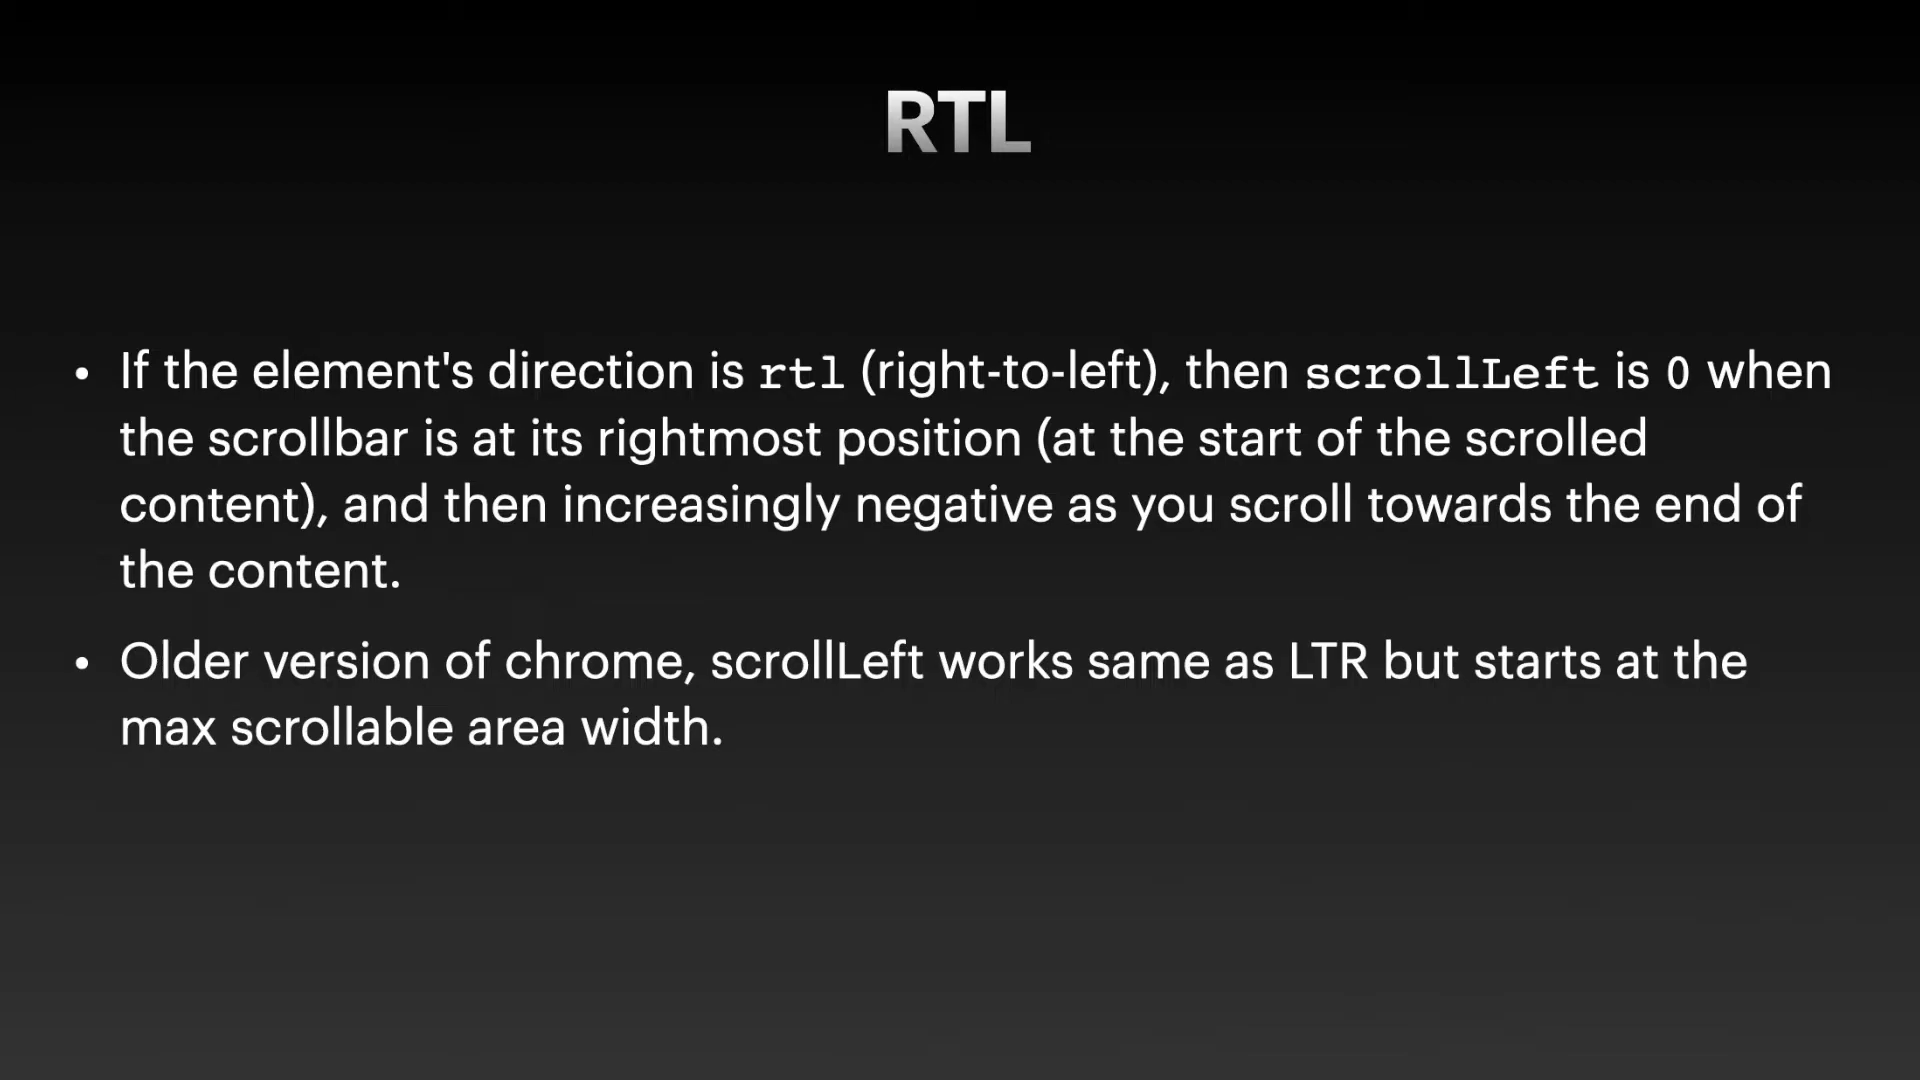 RTL
• If the element's direction is rtl (right-to-left), then scrollLeft is 0 when
the scrollbar is at its rightmost position (at the start of the scrolled
content), and then increasingly negative as you scroll towards the end of
the content.
• Older version of chrome, scrollLeft works same as LTR but starts at the
max scrollable area width.